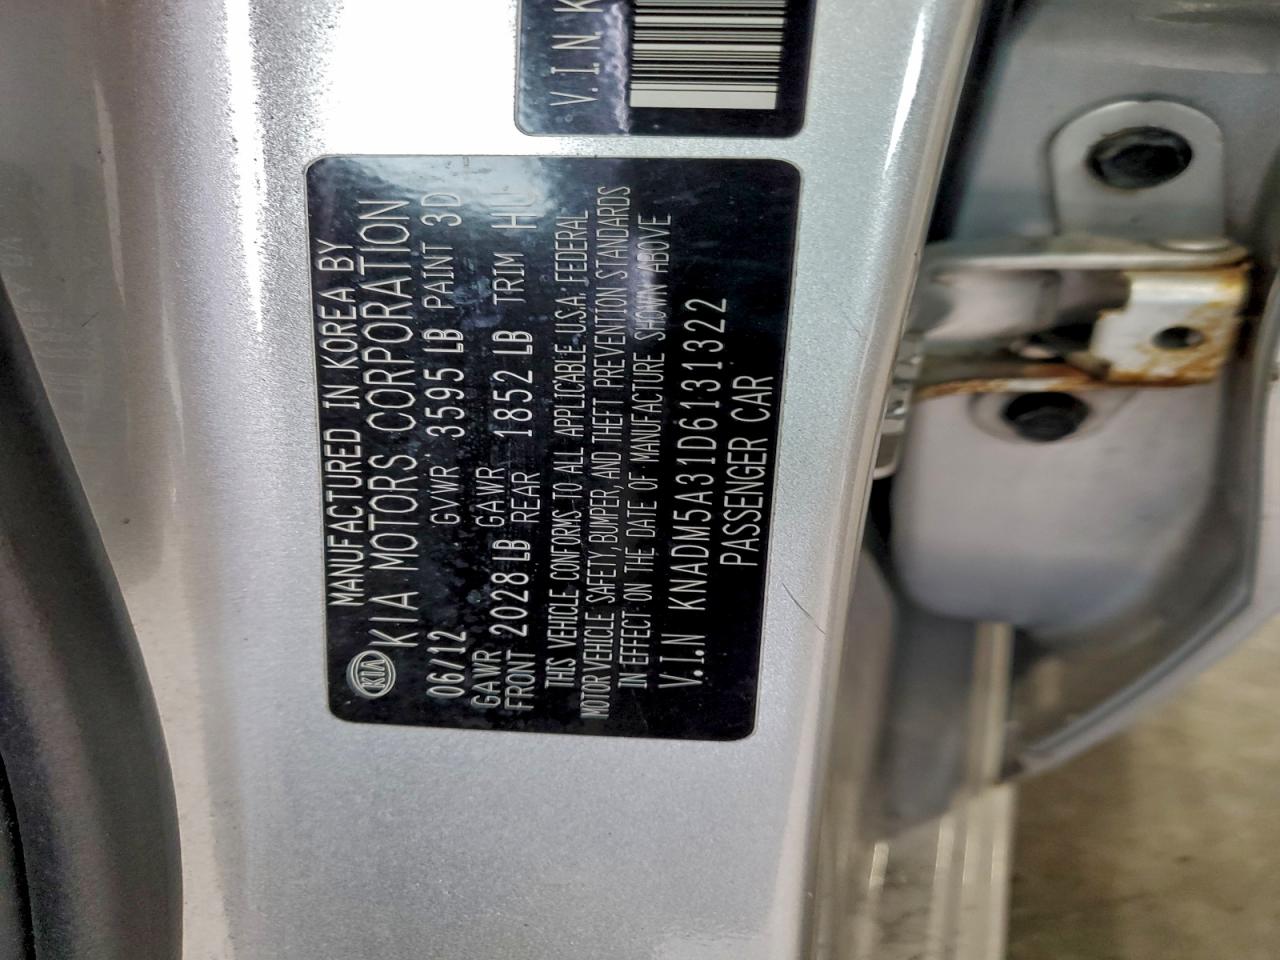 V.I.N. K
MANUFACTURED IN KOREA BY
KIA KIA MOTORS CORPORATION
06/12 GVWR 3595 LB PAINT 3D
GAWR GAWR
FRONT 2028 LB REAR 1852 LB TRIM HU
THIS VEHICLE CONFORMS TO ALL APPLICABLE U.S.A. FEDERAL
MOTOR VEHICLE SAFETY, BUMPER, AND THEFT PREVENTION STANDARDS
IN EFFECT ON THE DATE OF MANUFACTURE SHOWN ABOVE
V.I.N KNADM5A31D6131322
PASSENGER CAR